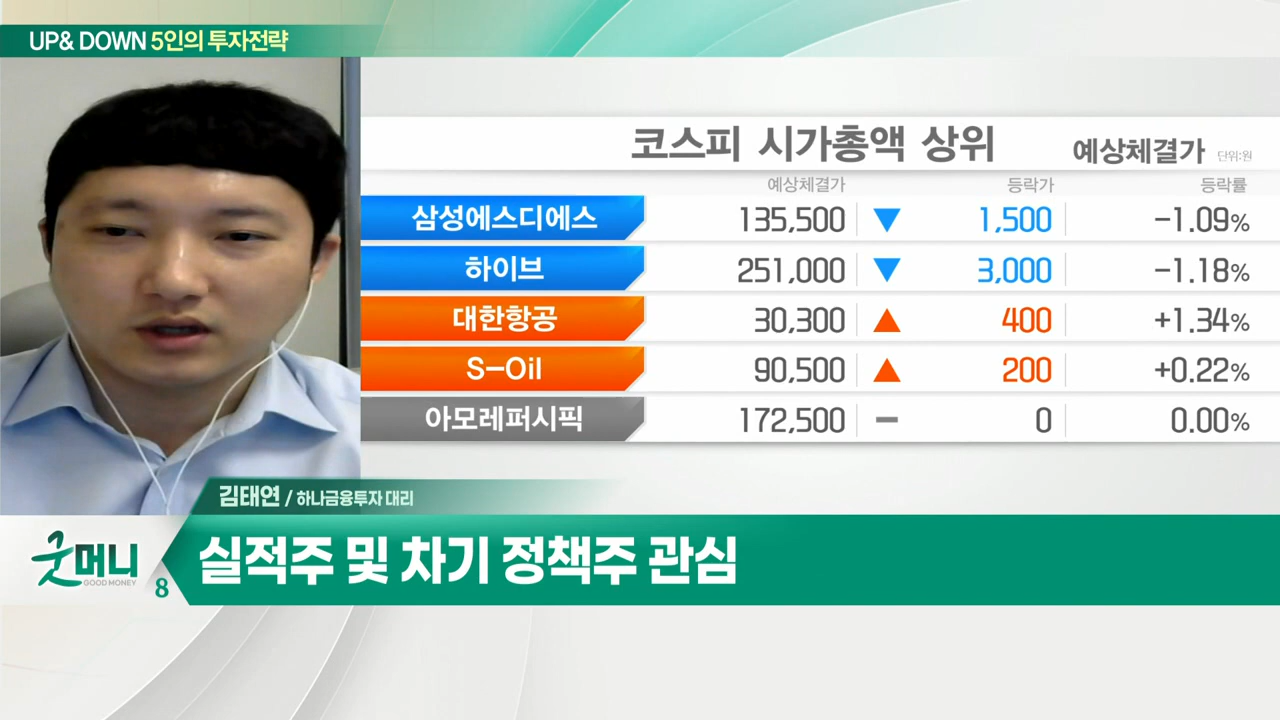 UP& DOWN 5인의 투자전략
코스피 시가총액 상위 예상체결가 단위:원
예상체결가 등락가 등락률
삼성에스디에스 135,500 ▼ 1,500 -1.09%
하이브 251,000 ▼ 3,000 -1.18%
대한항공 30,300 ▲ 400 +1.34%
S-Oil 90,500 ▲ 200 +0.22%
아모레퍼시픽 172,500 - 0 0.00%
김태연 / 하나금융투자 대리
굿머니
GOOD MONEY
8
실적주 및 차기 정책주 관심